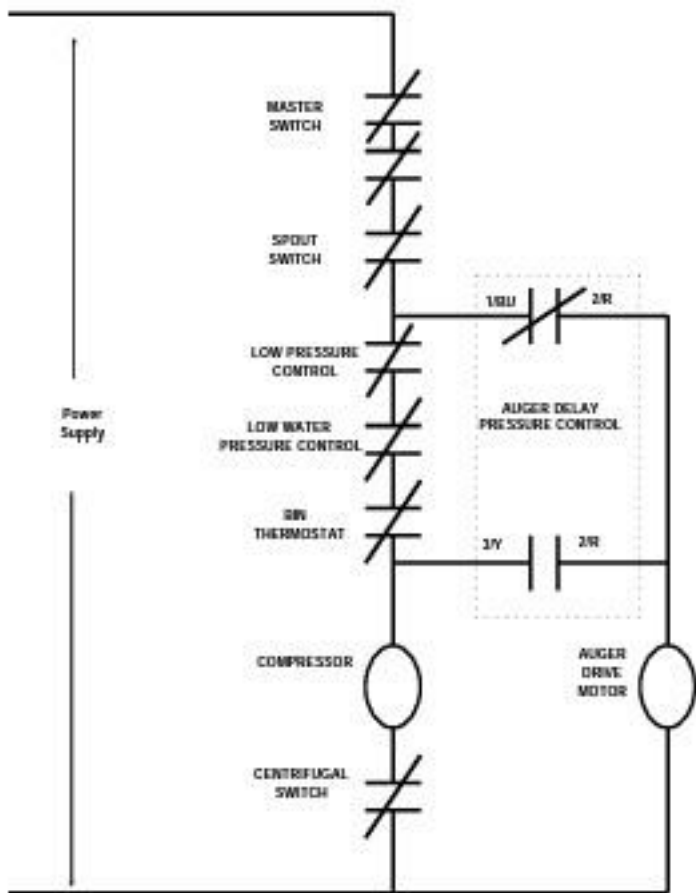 MASTER
SWITCH
SPOUT
SWITCH
1/BU
2/R
LOW PRESSURE
CONTROL
Power
Supply
AUGER DELAY
PRESSURE CONTROL
LOW WATER
PRESSURE CONTROL
BIN
THERMOSTAT
3/Y
2/R
COMPRESSOR
AUGER
DRIVE
MOTOR
CENTRIFUGAL
SWITCH